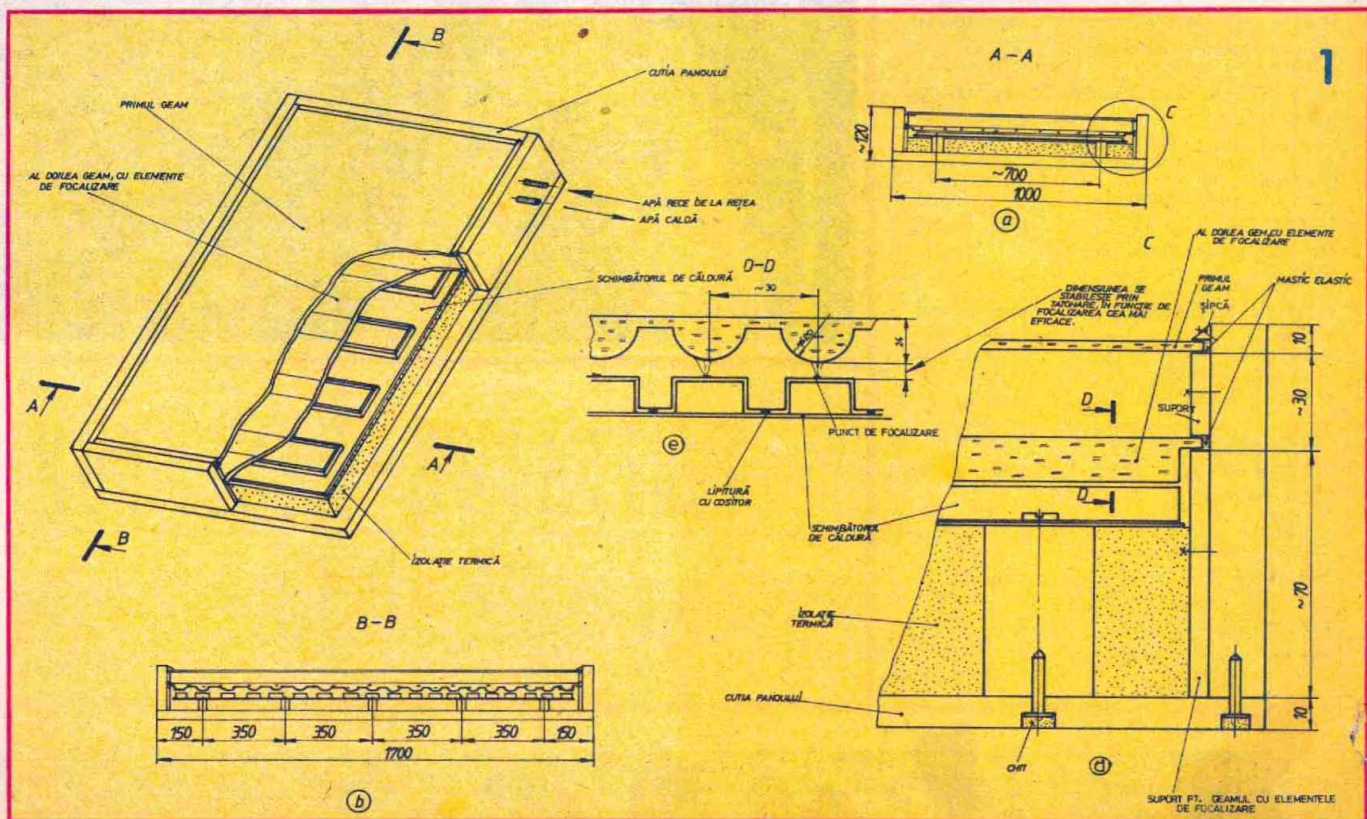 B
A-A
1
CUTIA PANOULUI
PRIMUL GEAM
C
~120
AL DOILEA GEAM, CU ELEMENTE
DE FOCALIZARE
~700
1000
APĂ RECE DE LA REȚEA
APĂ CALDĂ
a
C
AL DOILEA GEM, CU ELEMENTE
DE FOCALIZARE
D-D
SCHIMBĂTORUL DE CĂLDURĂ
~30
DIMENSIUNEA SE
STABILEȘTE PRIN
TATONARE, ÎN FUNCȚIE DE
FOCALIZAREA CEA MAI
EFICACE.
PRIMUL
GEAM
MASTIC ELASTIC
ȘIPCĂ
10
24
A
D
SUPORT
~30
PUNCT DE FOCALIZARE
e
A
LIPITURĂ
CU COSITOR
D
SCHIMBĂTORUL
DE CĂLDURĂ
B
IZOLAȚIE TERMICĂ
~70
IZOLAȚIE
TERMICĂ
B-B
CUTIA PANOULUI
10
150 350 350 350 350 150
1700
CHIT
d
b
SUPORT PT. GEAMUL CU ELEMENTELE
DE FOCALIZARE